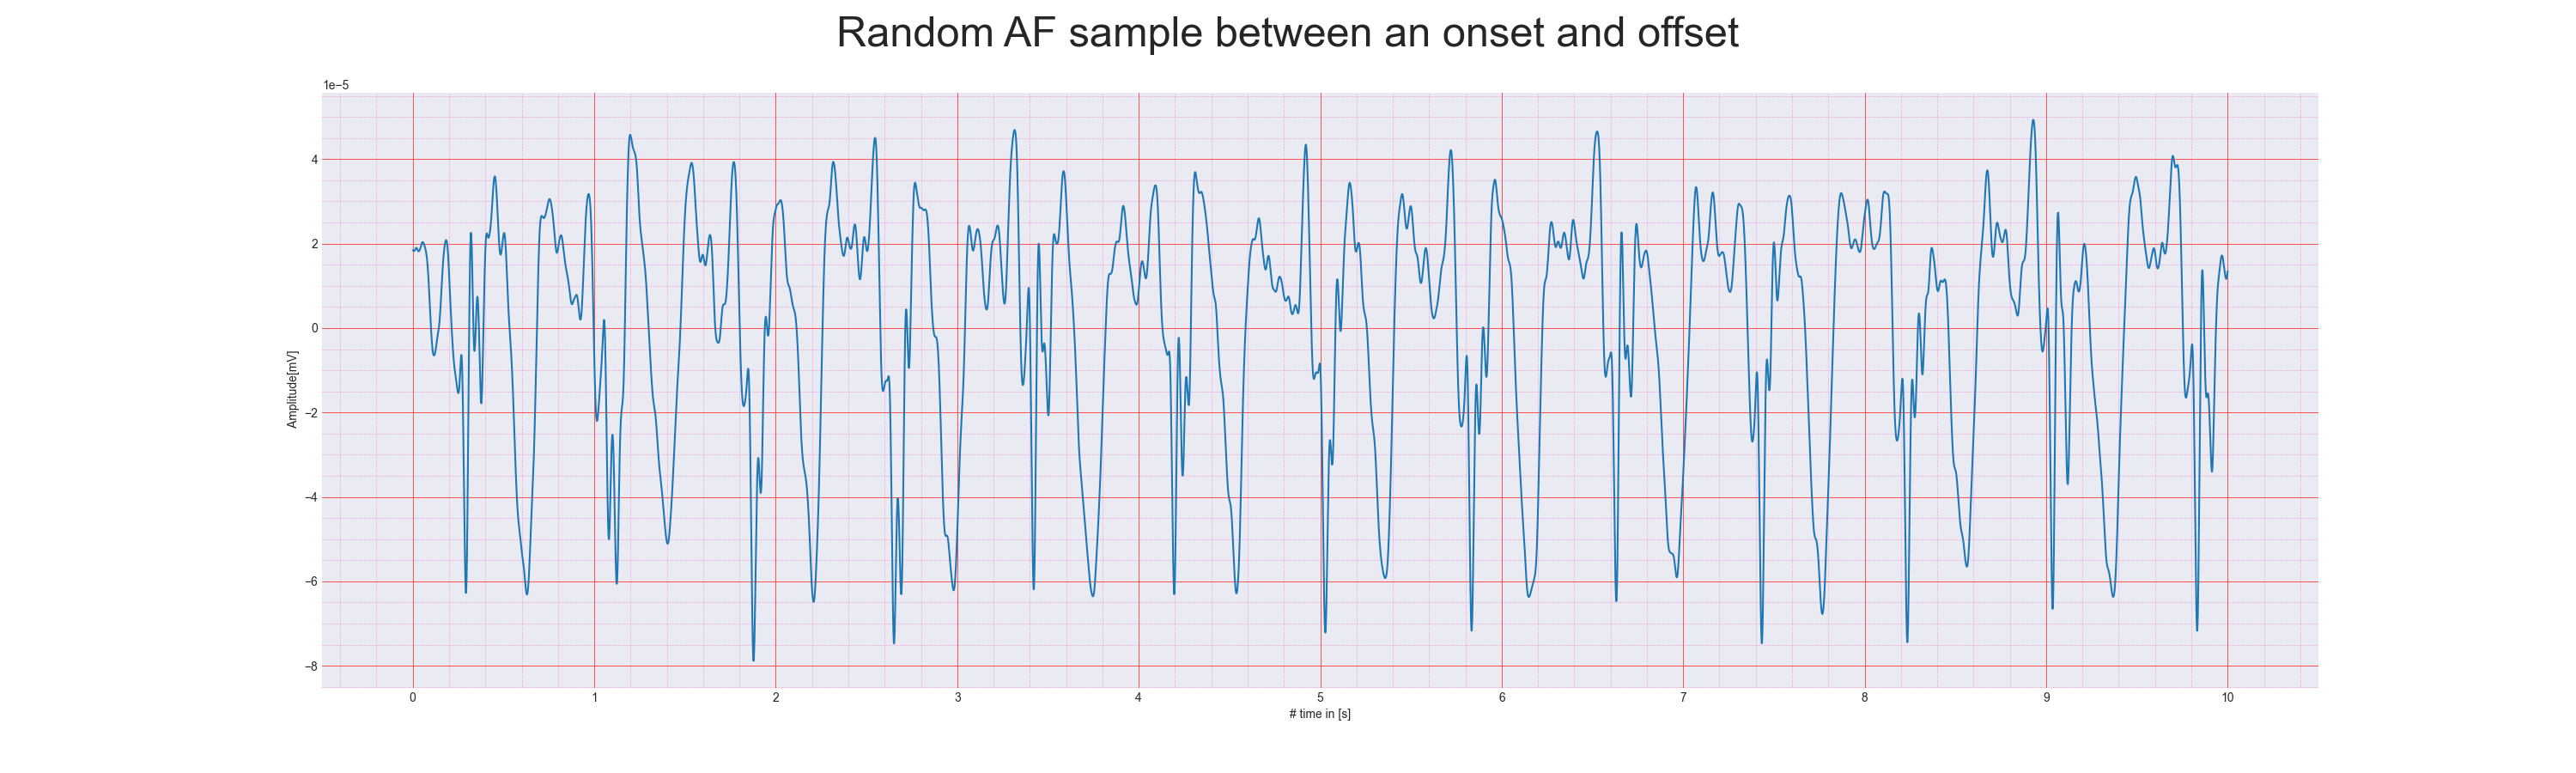 Random AF sample between an onset and offset
1e−5
4
2
0
−2
−4
−6
−8
Amplitude[mV]
0 1 2 3 4 5 6 7 8 9 10
# time in [s]